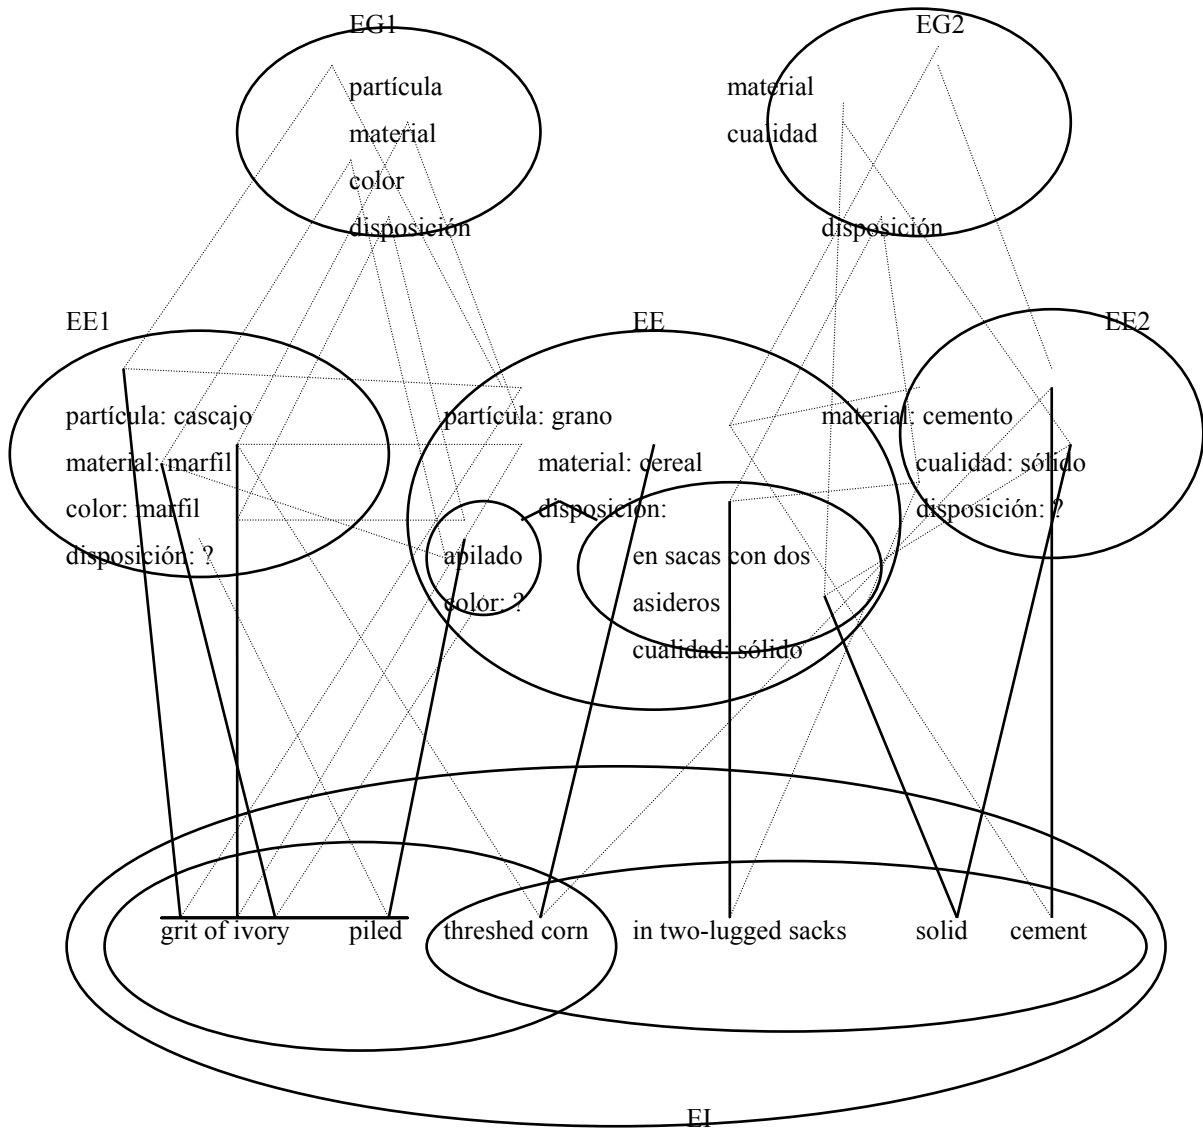 EG1
EG2
partícula
material
color
disposición
material
cualidad
disposición
EE1
EE
EE2
partícula: cascajo
material: marfil
color: marfil
disposición: ?
partícula: grano
material: cereal
disposición:
apilado
color: ?
en sacas con dos
asideros
cualidad: sólido
material: cemento
cualidad: sólido
disposición: ?
grit of ivory piled threshed corn in two-lugged sacks solid cement
EI